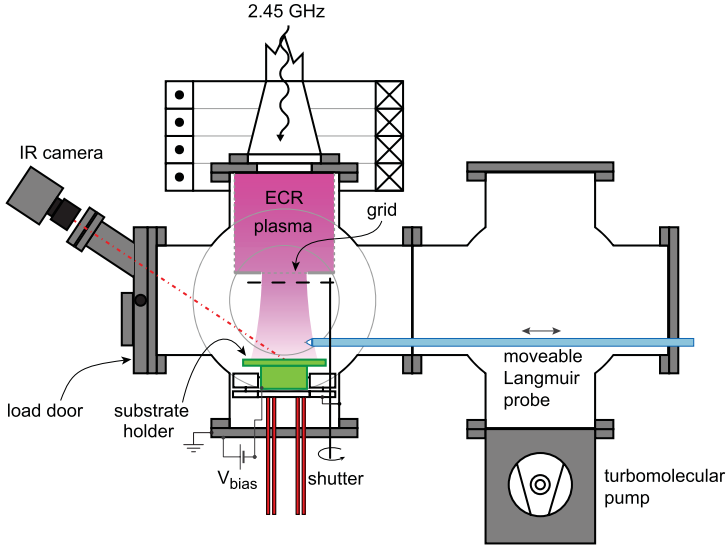 2.45 GHz
IR camera
ECR
plasma
grid
load door
substrate
holder
V_bias
shutter
moveable
Langmuir
probe
turbomolecular
pump